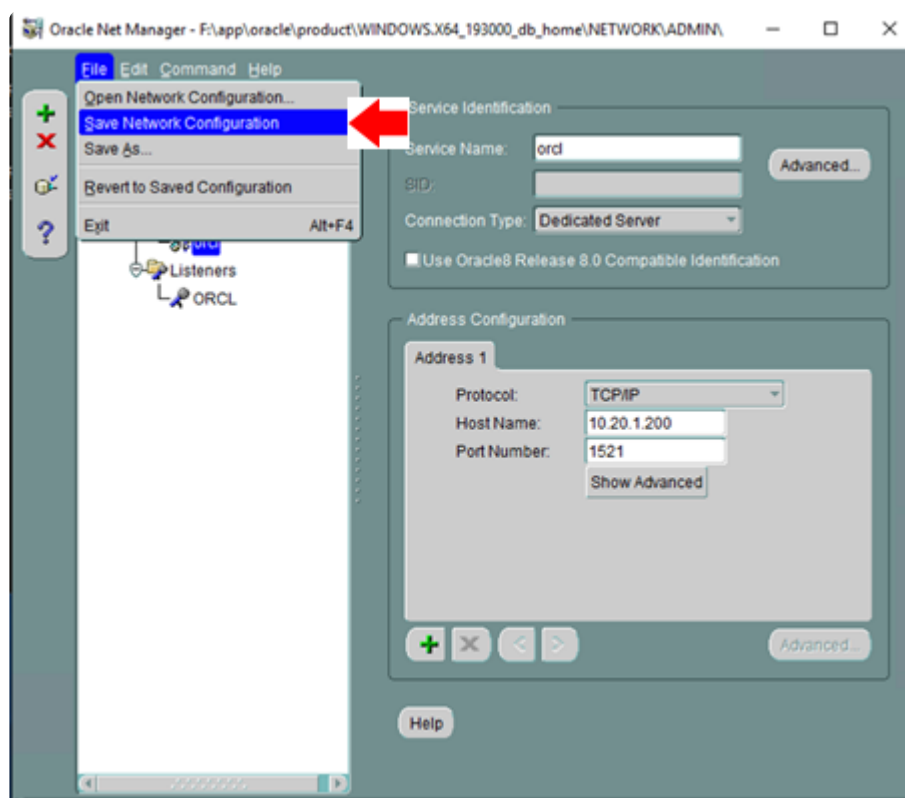 Oracle Net Manager - F:\app\oracle\product\WINDOWS.X64_193000_db_home\NETWORK\ADMIN\
File Edit Command Help
Open Network Configuration...
Save Network Configuration
Save As...
Revert to Saved Configuration
Exit Alt+F4
orcl
Listeners
ORCL
Service Identification
Service Name: orcl
Advanced...
SID:
Connection Type: Dedicated Server
Use Oracle8 Release 8.0 Compatible Identification
Address Configuration
Address 1
Protocol: TCP/IP
Host Name: 10.20.1.200
Port Number: 1521
Show Advanced
Advanced...
Help